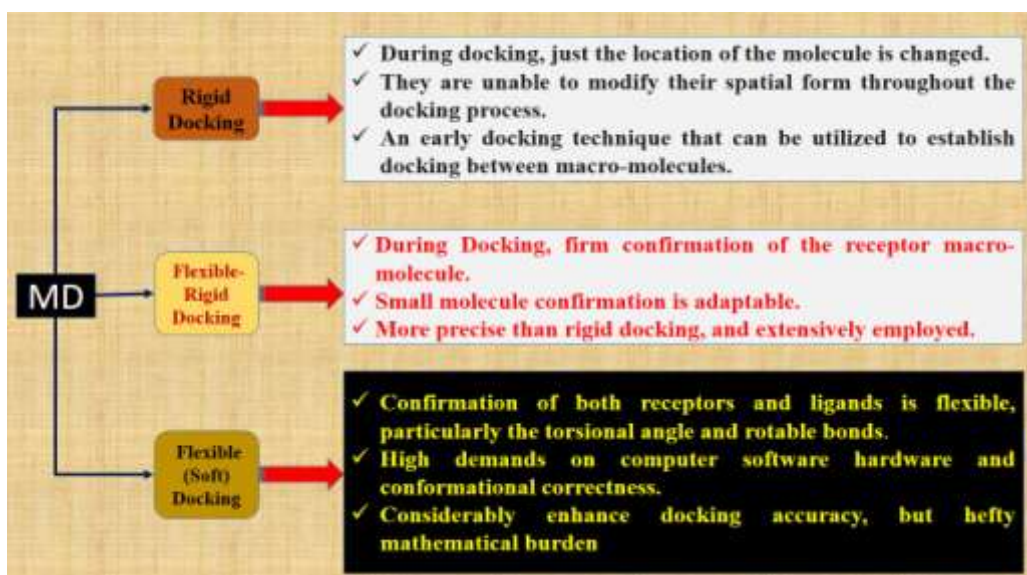 MD
Rigid
Docking
✓ During docking, just the location of the molecule is changed.
✓ They are unable to modify their spatial form throughout the
docking process.
✓ An early docking technique that can be utilized to establish
docking between macro-molecules.
Flexible-
Rigid
Docking
✓ During Docking, firm confirmation of the receptor macro-
molecule.
✓ Small molecule confirmation is adaptable.
✓ More precise than rigid docking, and extensively employed.
Flexible
(Soft)
Docking
✓ Confirmation of both receptors and ligands is flexible,
particularly the torsional angle and rotable bonds.
✓ High demands on computer software hardware and
conformational correctness.
✓ Considerably enhance docking accuracy, but hefty
mathematical burden